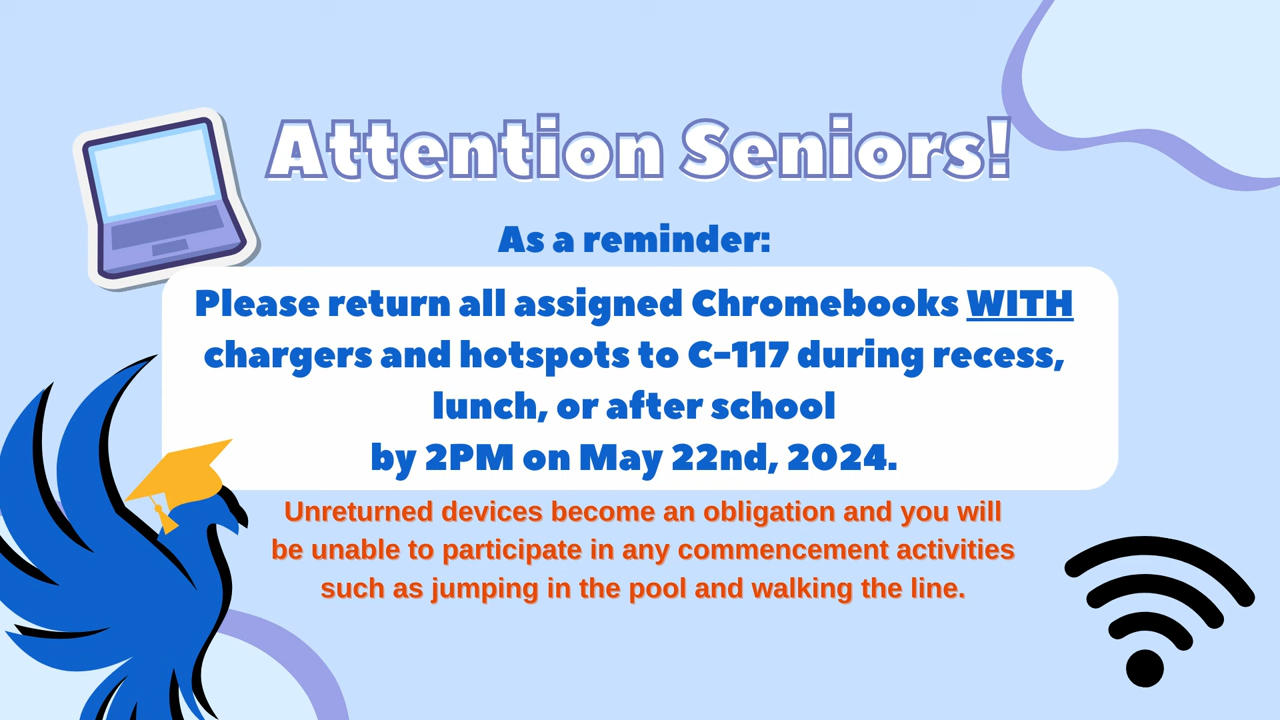 Attention Seniors!
As a reminder:
Please return all assigned Chromebooks WITH
chargers and hotspots to C-117 during recess,
lunch, or after school
by 2PM on May 22nd, 2024.
Unreturned devices become an obligation and you will
be unable to participate in any commencement activities
such as jumping in the pool and walking the line.